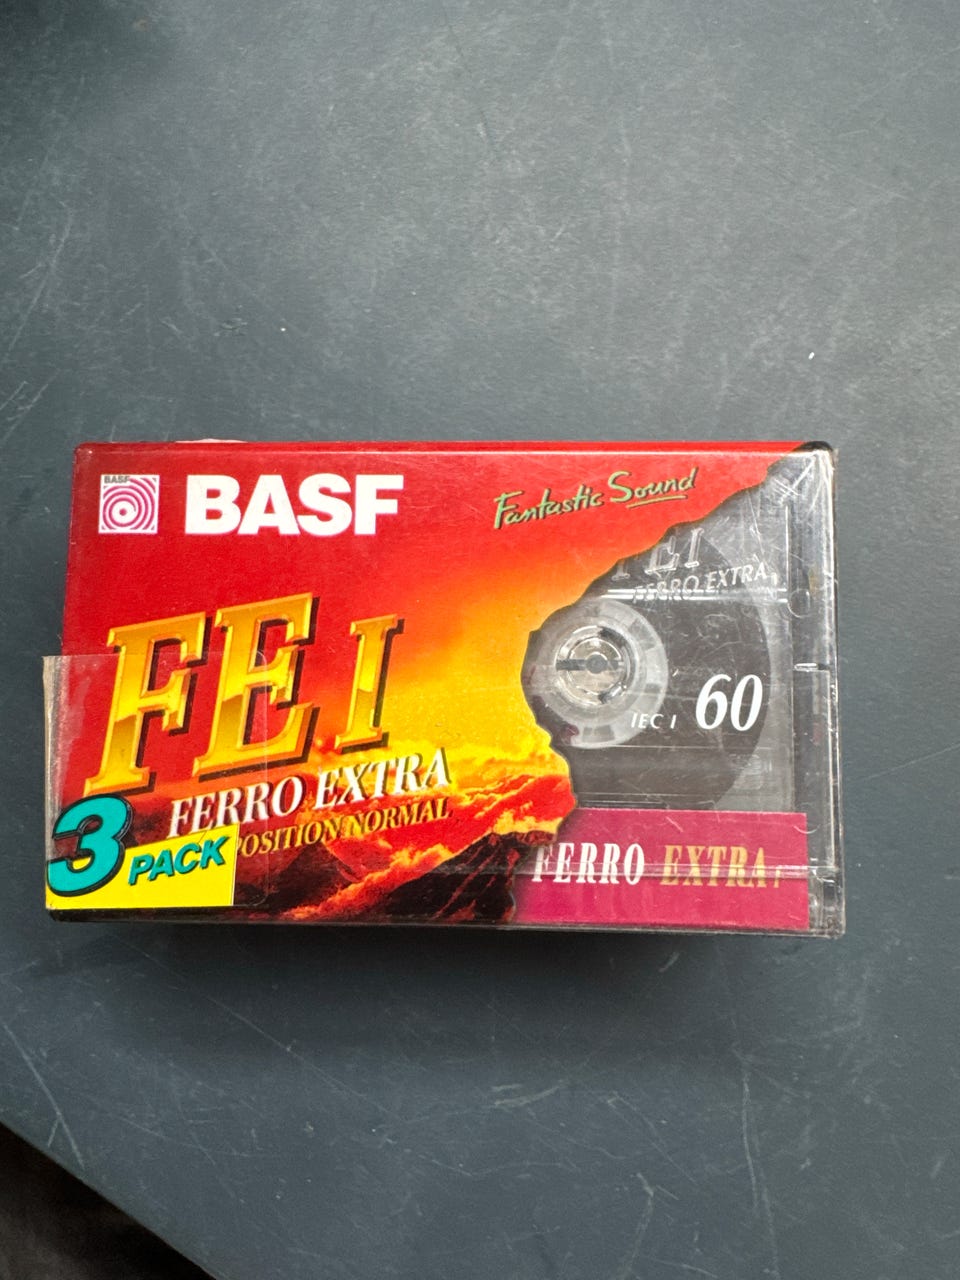 BASF
BASF
Fantastic Sound
FE I
FERRO EXTRA
FE I
FERRO EXTRA
POSITION NORMAL
IEC I
60
3 PACK
FERRO EXTRA I